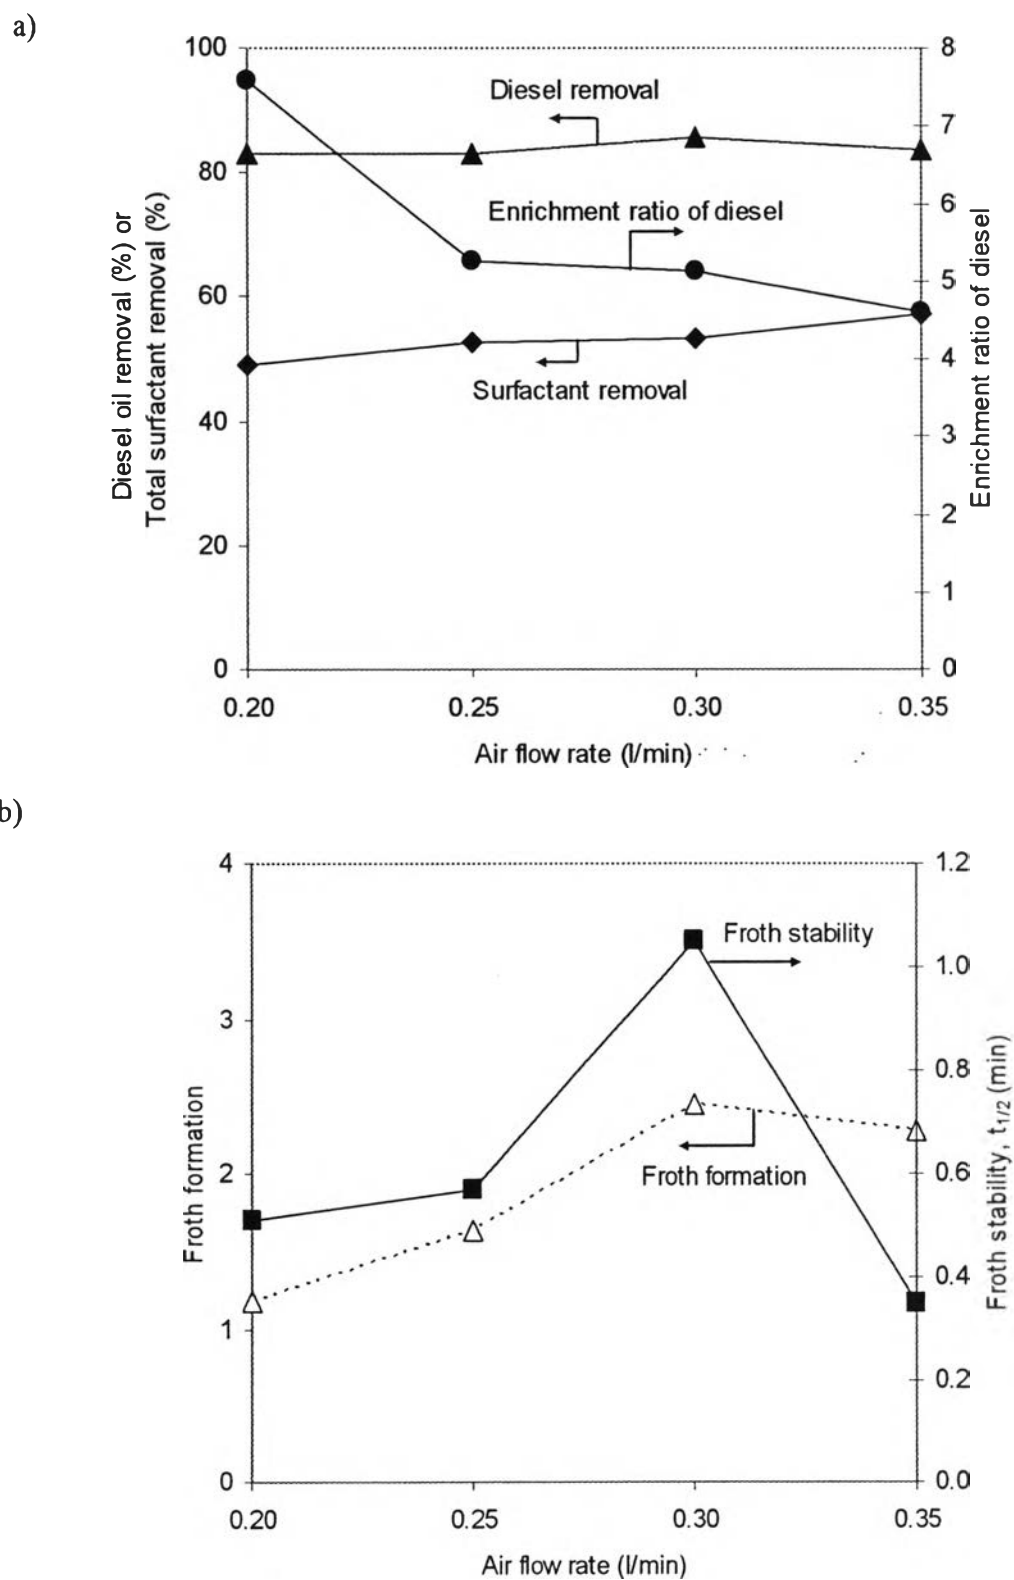 a)
100
80
60
40
20
0
8
7
6
5
4
3
2
1
0
Diesel oil removal (%) or
Total surfactant removal (%)
Enrichment ratio of diesel
Diesel removal
Enrichment ratio of diesel
Surfactant removal
0.20 0.25 0.30 0.35
Air flow rate (l/min)
b)
4
3
2
1
0
1.2
1.0
0.8
0.6
0.4
0.2
0.0
Froth formation
Froth stability, t1/2 (min)
Froth stability
Froth formation
0.20 0.25 0.30 0.35
Air flow rate (l/min)